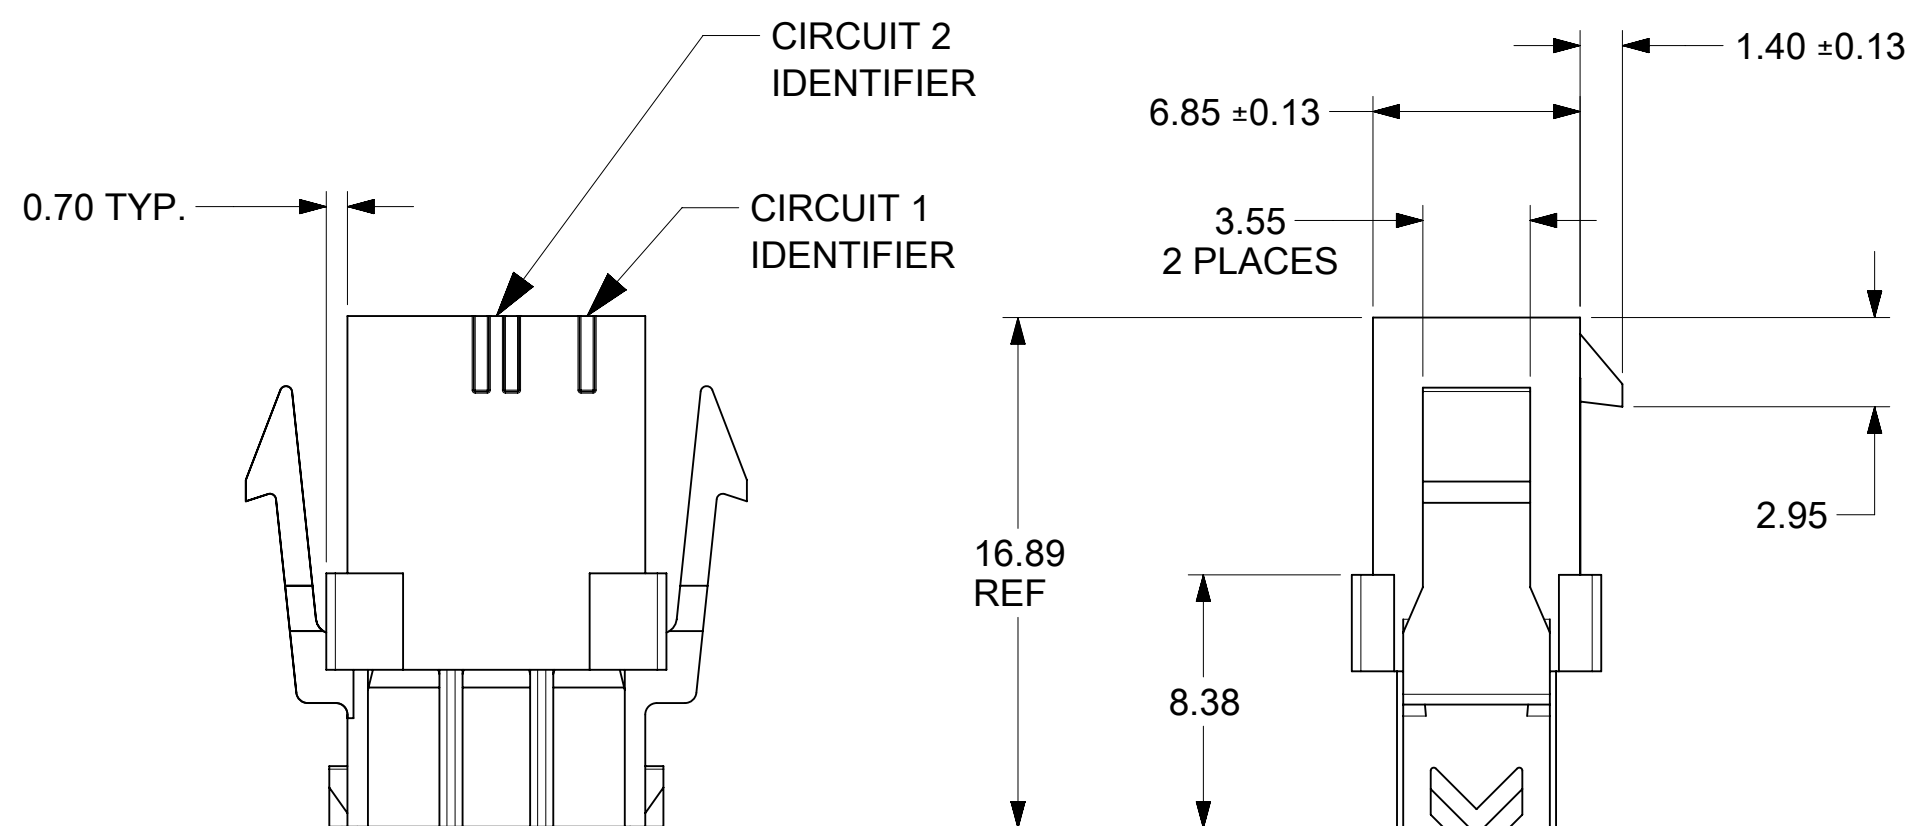 CIRCUIT 2
IDENTIFIER
1.40 ±0.13
6.85 ±0.13
0.70 TYP.
CIRCUIT 1
IDENTIFIER
3.55
2 PLACES
2.95
16.89
REF
8.38